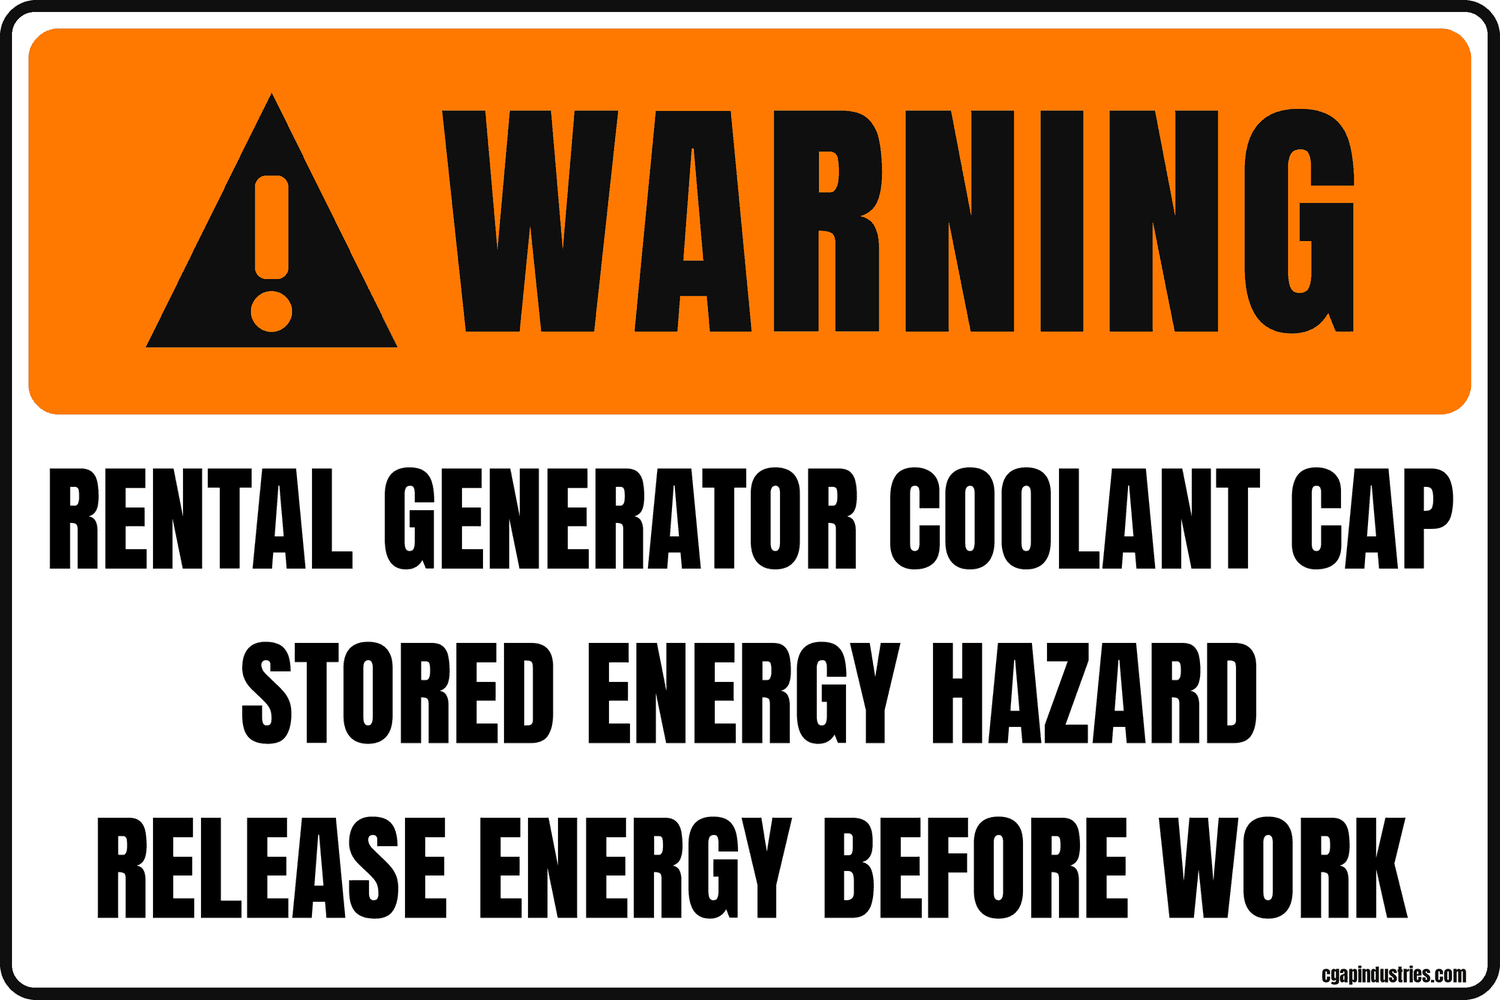 WARNING
RENTAL GENERATOR COOLANT CAP
STORED ENERGY HAZARD
RELEASE ENERGY BEFORE WORK
cgapindustries.com